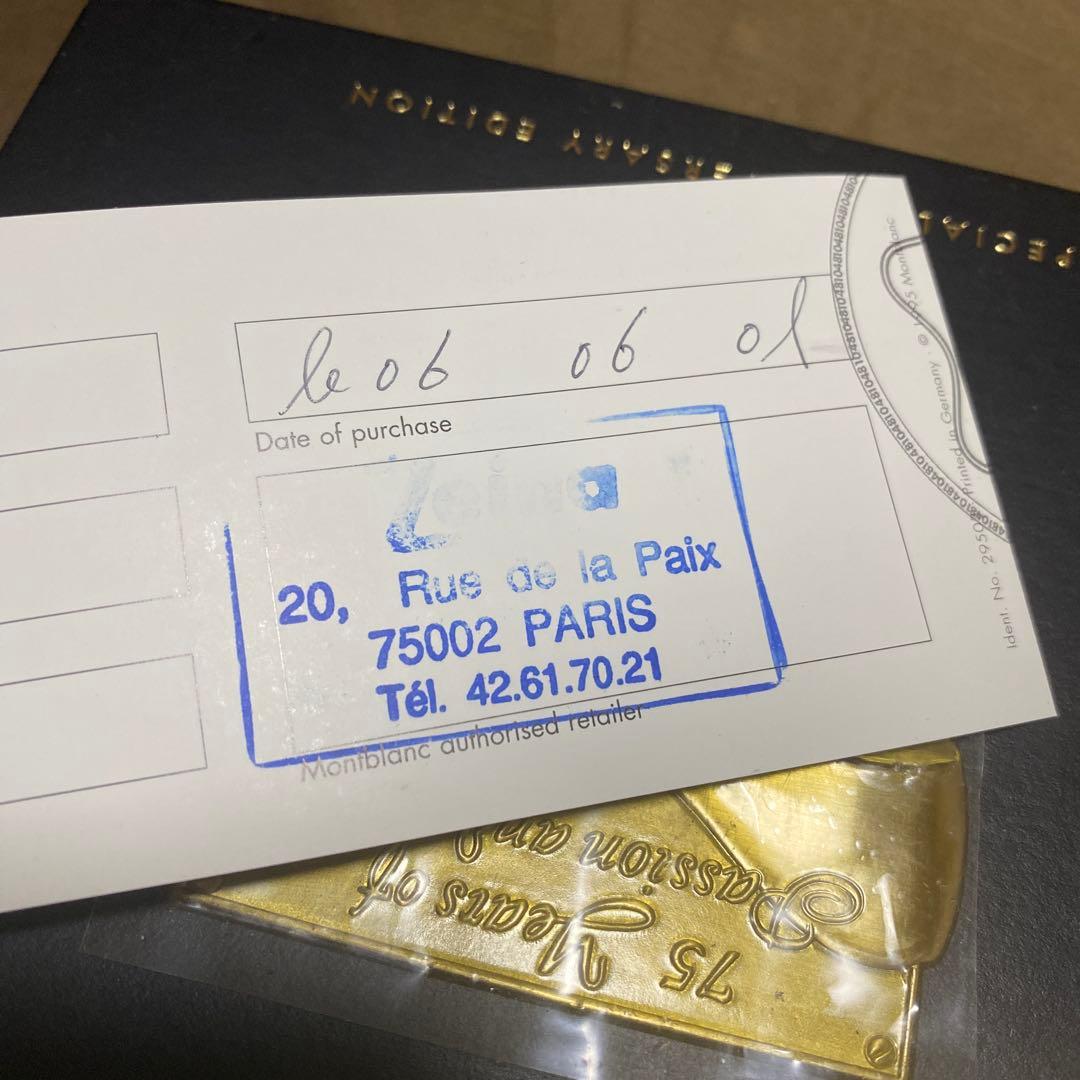 SPECIAL
ERSARY EDITION
le 06 06 01
Date of purchase
20, Rue de la Paix
75002 PARIS
Tél. 42.61.70.21
Montblanc authorised retailer
Printed in Germany · ©
Ident. No.
75 Years of
Passion and